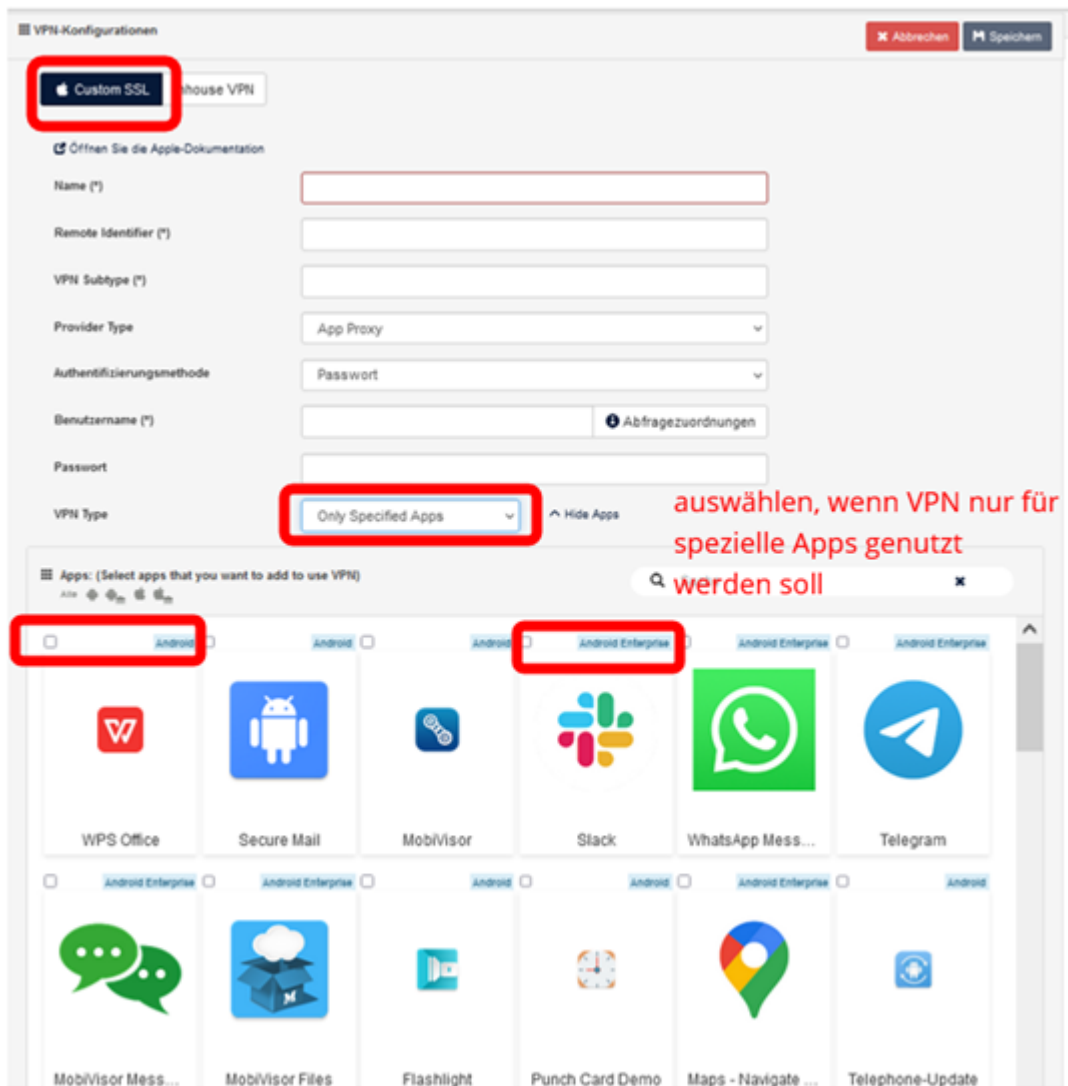 VPN-Konfigurationen
Abbrechen
Speichern
Custom SSL
nhouse VPN
Öffnen Sie die Apple-Dokumentation
Name (*)
Remote Identifier (*)
VPN Subtype (*)
Provider Type
App Proxy
Authentifizierungsmethode
Passwort
Benutzername (*)
Abfragezuordnungen
Passwort
VPN Type
Only Specified Apps
Hide Apps
auswählen, wenn VPN nur für
spezielle Apps genutzt
werden soll
Apps: (Select apps that you want to add to use VPN)
Alle
Android
Android
Android
Android Enterprise
Android Enterprise
Android Enterprise
WPS Office
Secure Mail
MobiVisor
Slack
WhatsApp Mess...
Telegram
Android Enterprise
Android Enterprise
Android
Android
Android Enterprise
Android
MobiVisor Mess...
MobiVisor Files
Flashlight
Punch Card Demo
Maps - Navigate ...
Telephone-Update